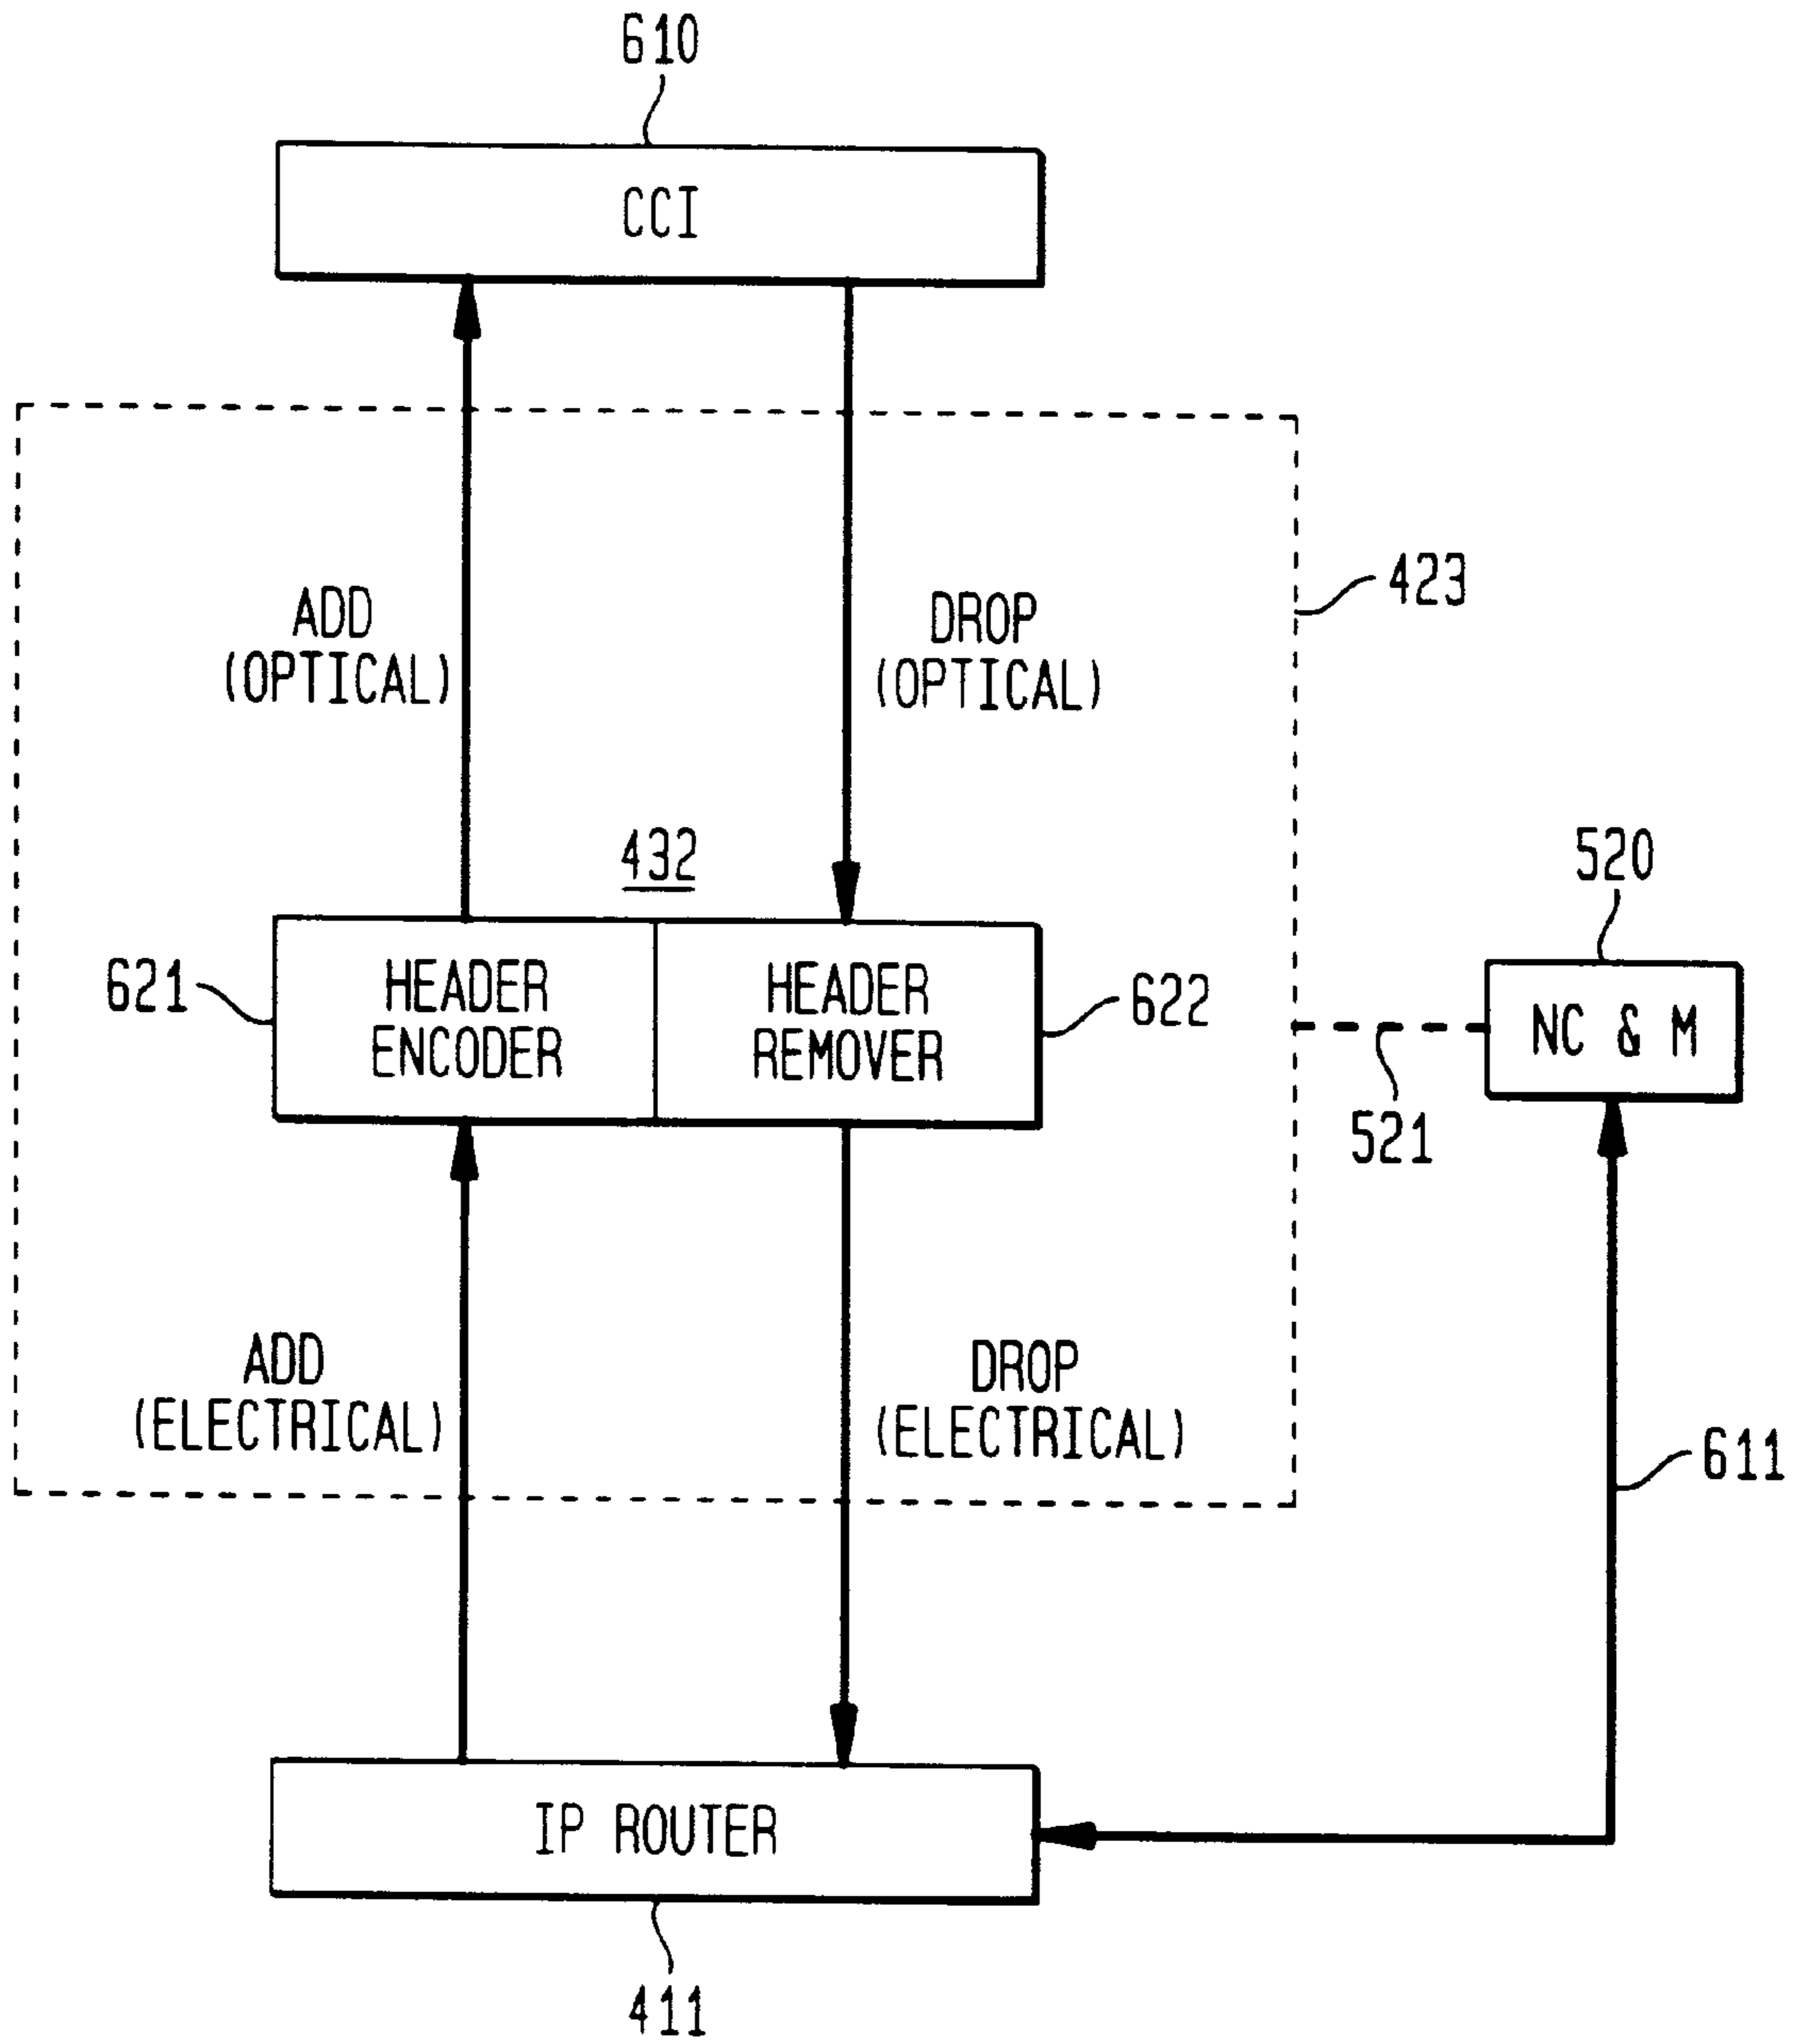 610
CCI
423
ADD
(OPTICAL)
DROP
(OPTICAL)
432
520
621
HEADER
ENCODER
HEADER
REMOVER
622
NC & M
521
ADD
(ELECTRICAL)
DROP
(ELECTRICAL)
611
IP ROUTER
411